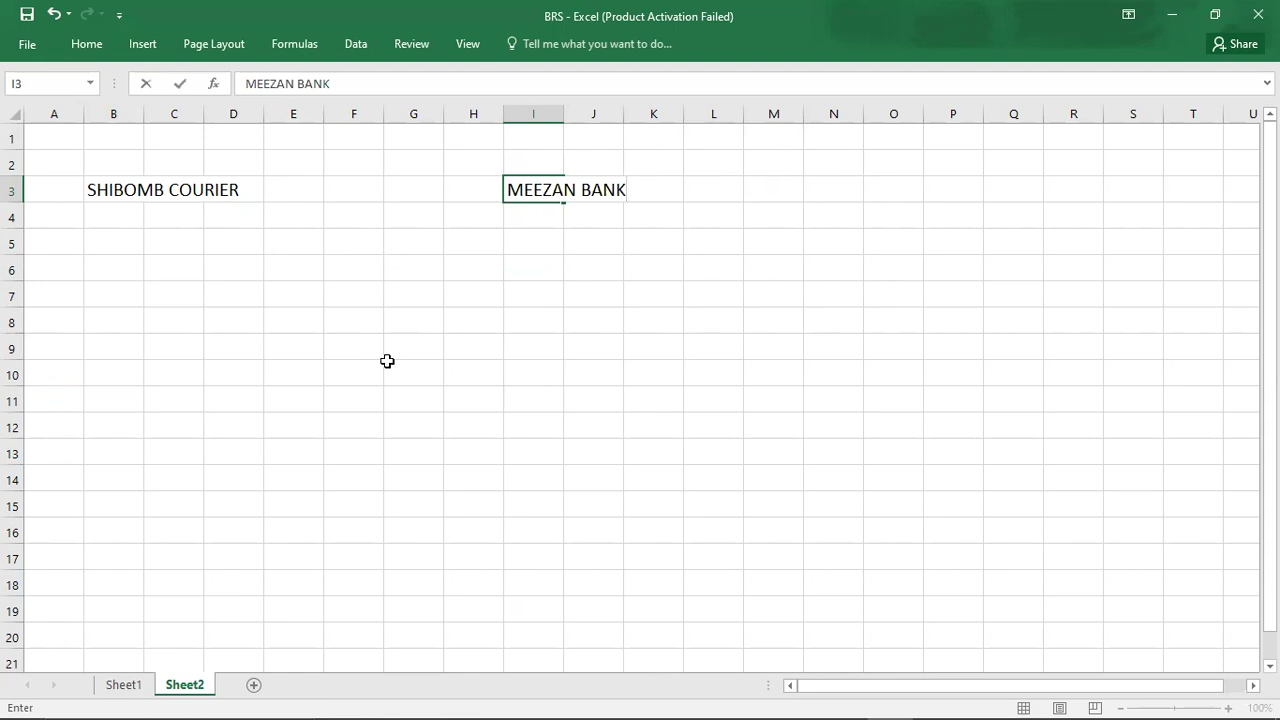 BRS - Excel (Product Activation Failed)
File Home Insert Page Layout Formulas Data Review View Tell me what you want to do... Share
I3 fx MEEZAN BANK
A B C D E F G H I J K L M N O P Q R S T U
1
2
3 SHIBOMB COURIER MEEZAN BANK
4
5
6
7
8
9
10
11
12
13
14
15
16
17
18
19
20
21
Sheet1 Sheet2
Enter 100%